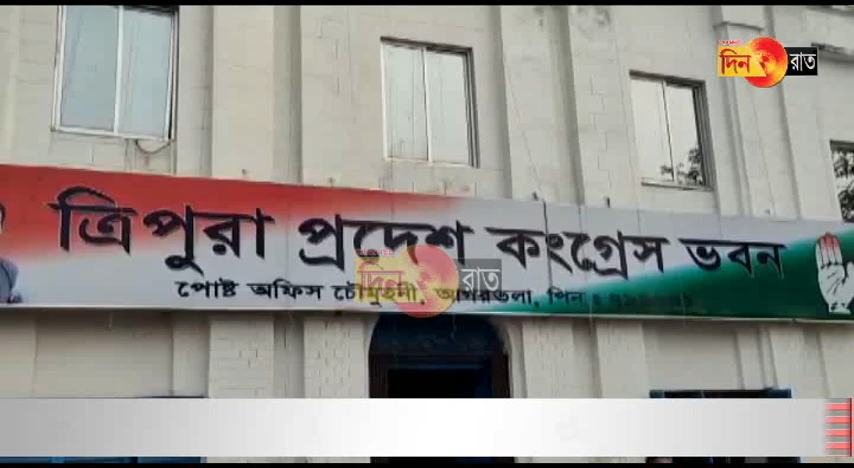 দিন রাত
ত্রিপুরা প্রদেশ কংগ্রেস ভবন
পোষ্ট অফিস চৌমুহনী, আগরতলা, পিন ঃ
দিন রাত